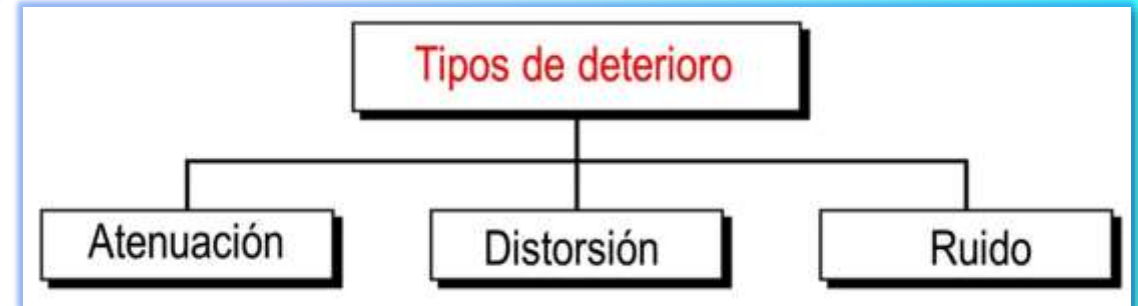 Tipos de deterioro
Atenuación
Distorsión
Ruido